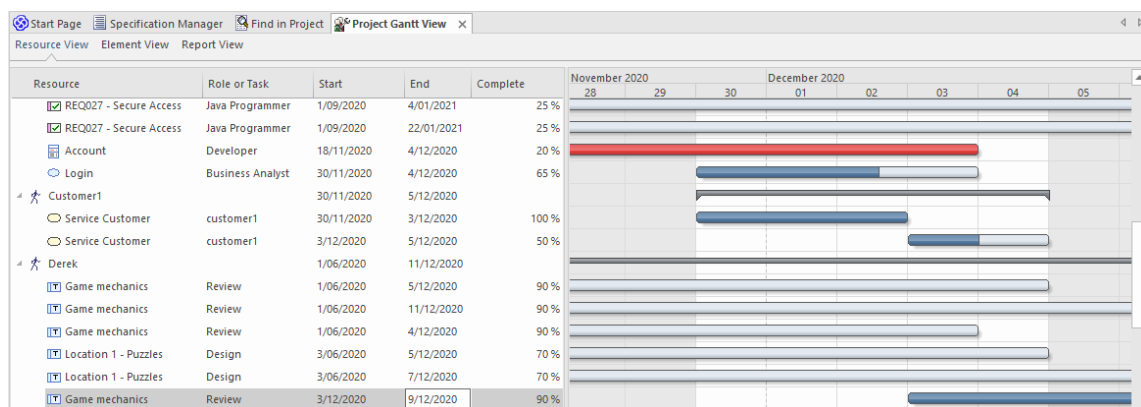 Start Page Specification Manager Find in Project Project Gantt View ×
Resource View Element View Report View
Resource Role or Task Start End Complete November 2020 December 2020
28 29 30 01 02 03 04 05
REQ027 - Secure Access Java Programmer 1/09/2020 4/01/2021 25 %
REQ027 - Secure Access Java Programmer 1/09/2020 22/01/2021 25 %
Account Developer 18/11/2020 4/12/2020 20 %
Login Business Analyst 30/11/2020 4/12/2020 65 %
Customer1 30/11/2020 5/12/2020
Service Customer customer1 30/11/2020 3/12/2020 100 %
Service Customer customer1 3/12/2020 5/12/2020 50 %
Derek 1/06/2020 11/12/2020
Game mechanics Review 1/06/2020 5/12/2020 90 %
Game mechanics Review 1/06/2020 11/12/2020 90 %
Game mechanics Review 1/06/2020 4/12/2020 90 %
Location 1 - Puzzles Design 3/06/2020 5/12/2020 70 %
Location 1 - Puzzles Design 3/06/2020 7/12/2020 70 %
Game mechanics Review 3/12/2020 9/12/2020 90 %